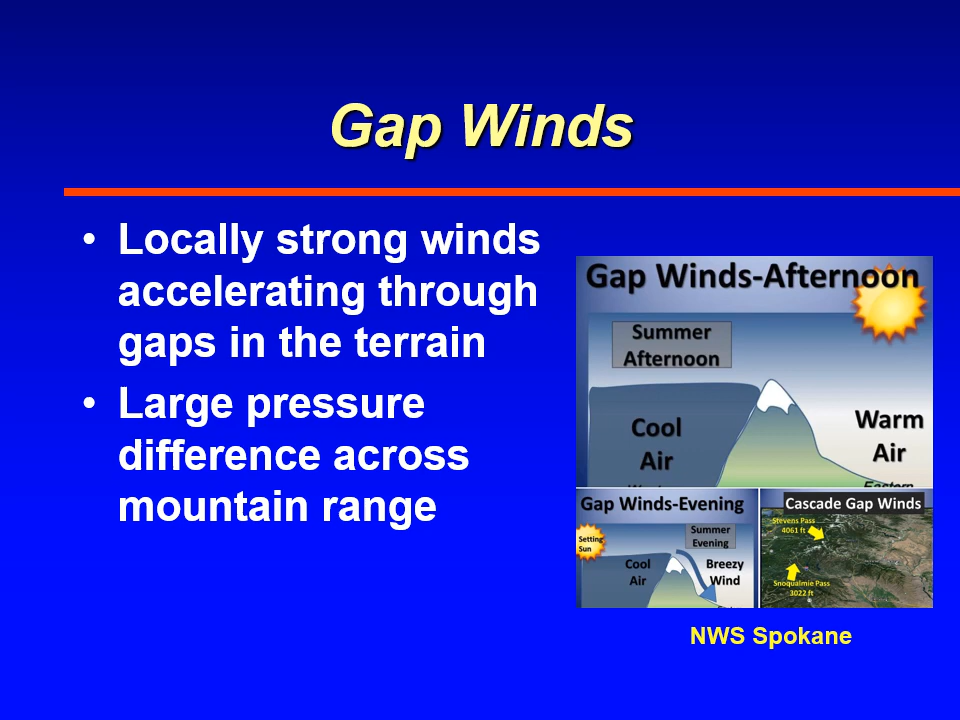 Gap Winds
• Locally strong winds
accelerating through
gaps in the terrain
• Large pressure
difference across
mountain range
Gap Winds-Afternoon
Summer
Afternoon
Cool
Air
Warm
Air
Eastern
Gap Winds-Evening
Setting
Sun
Summer
Evening
Cool
Air
Breezy
Wind
Cascade Gap Winds
Stevens Pass
4061 ft
Snoqualmie Pass
3022 ft
NWS Spokane